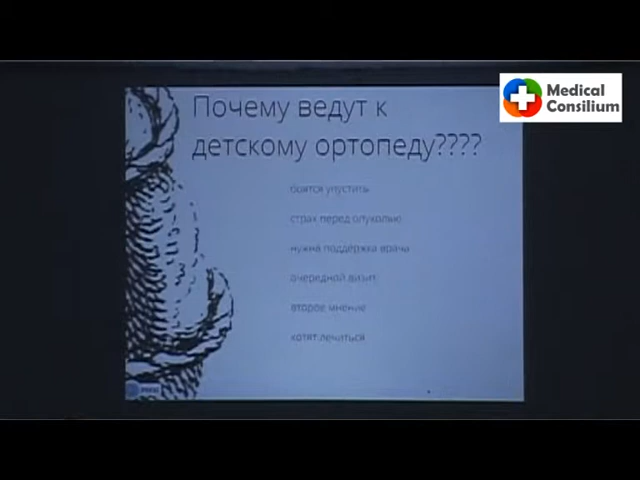 Medical
Consilium
Почему ведут к
детскому ортопеду????
боятся упустить
страх перед опухолью
нужна поддержка врача
очередной визит
второе мнение
хотят лечиться